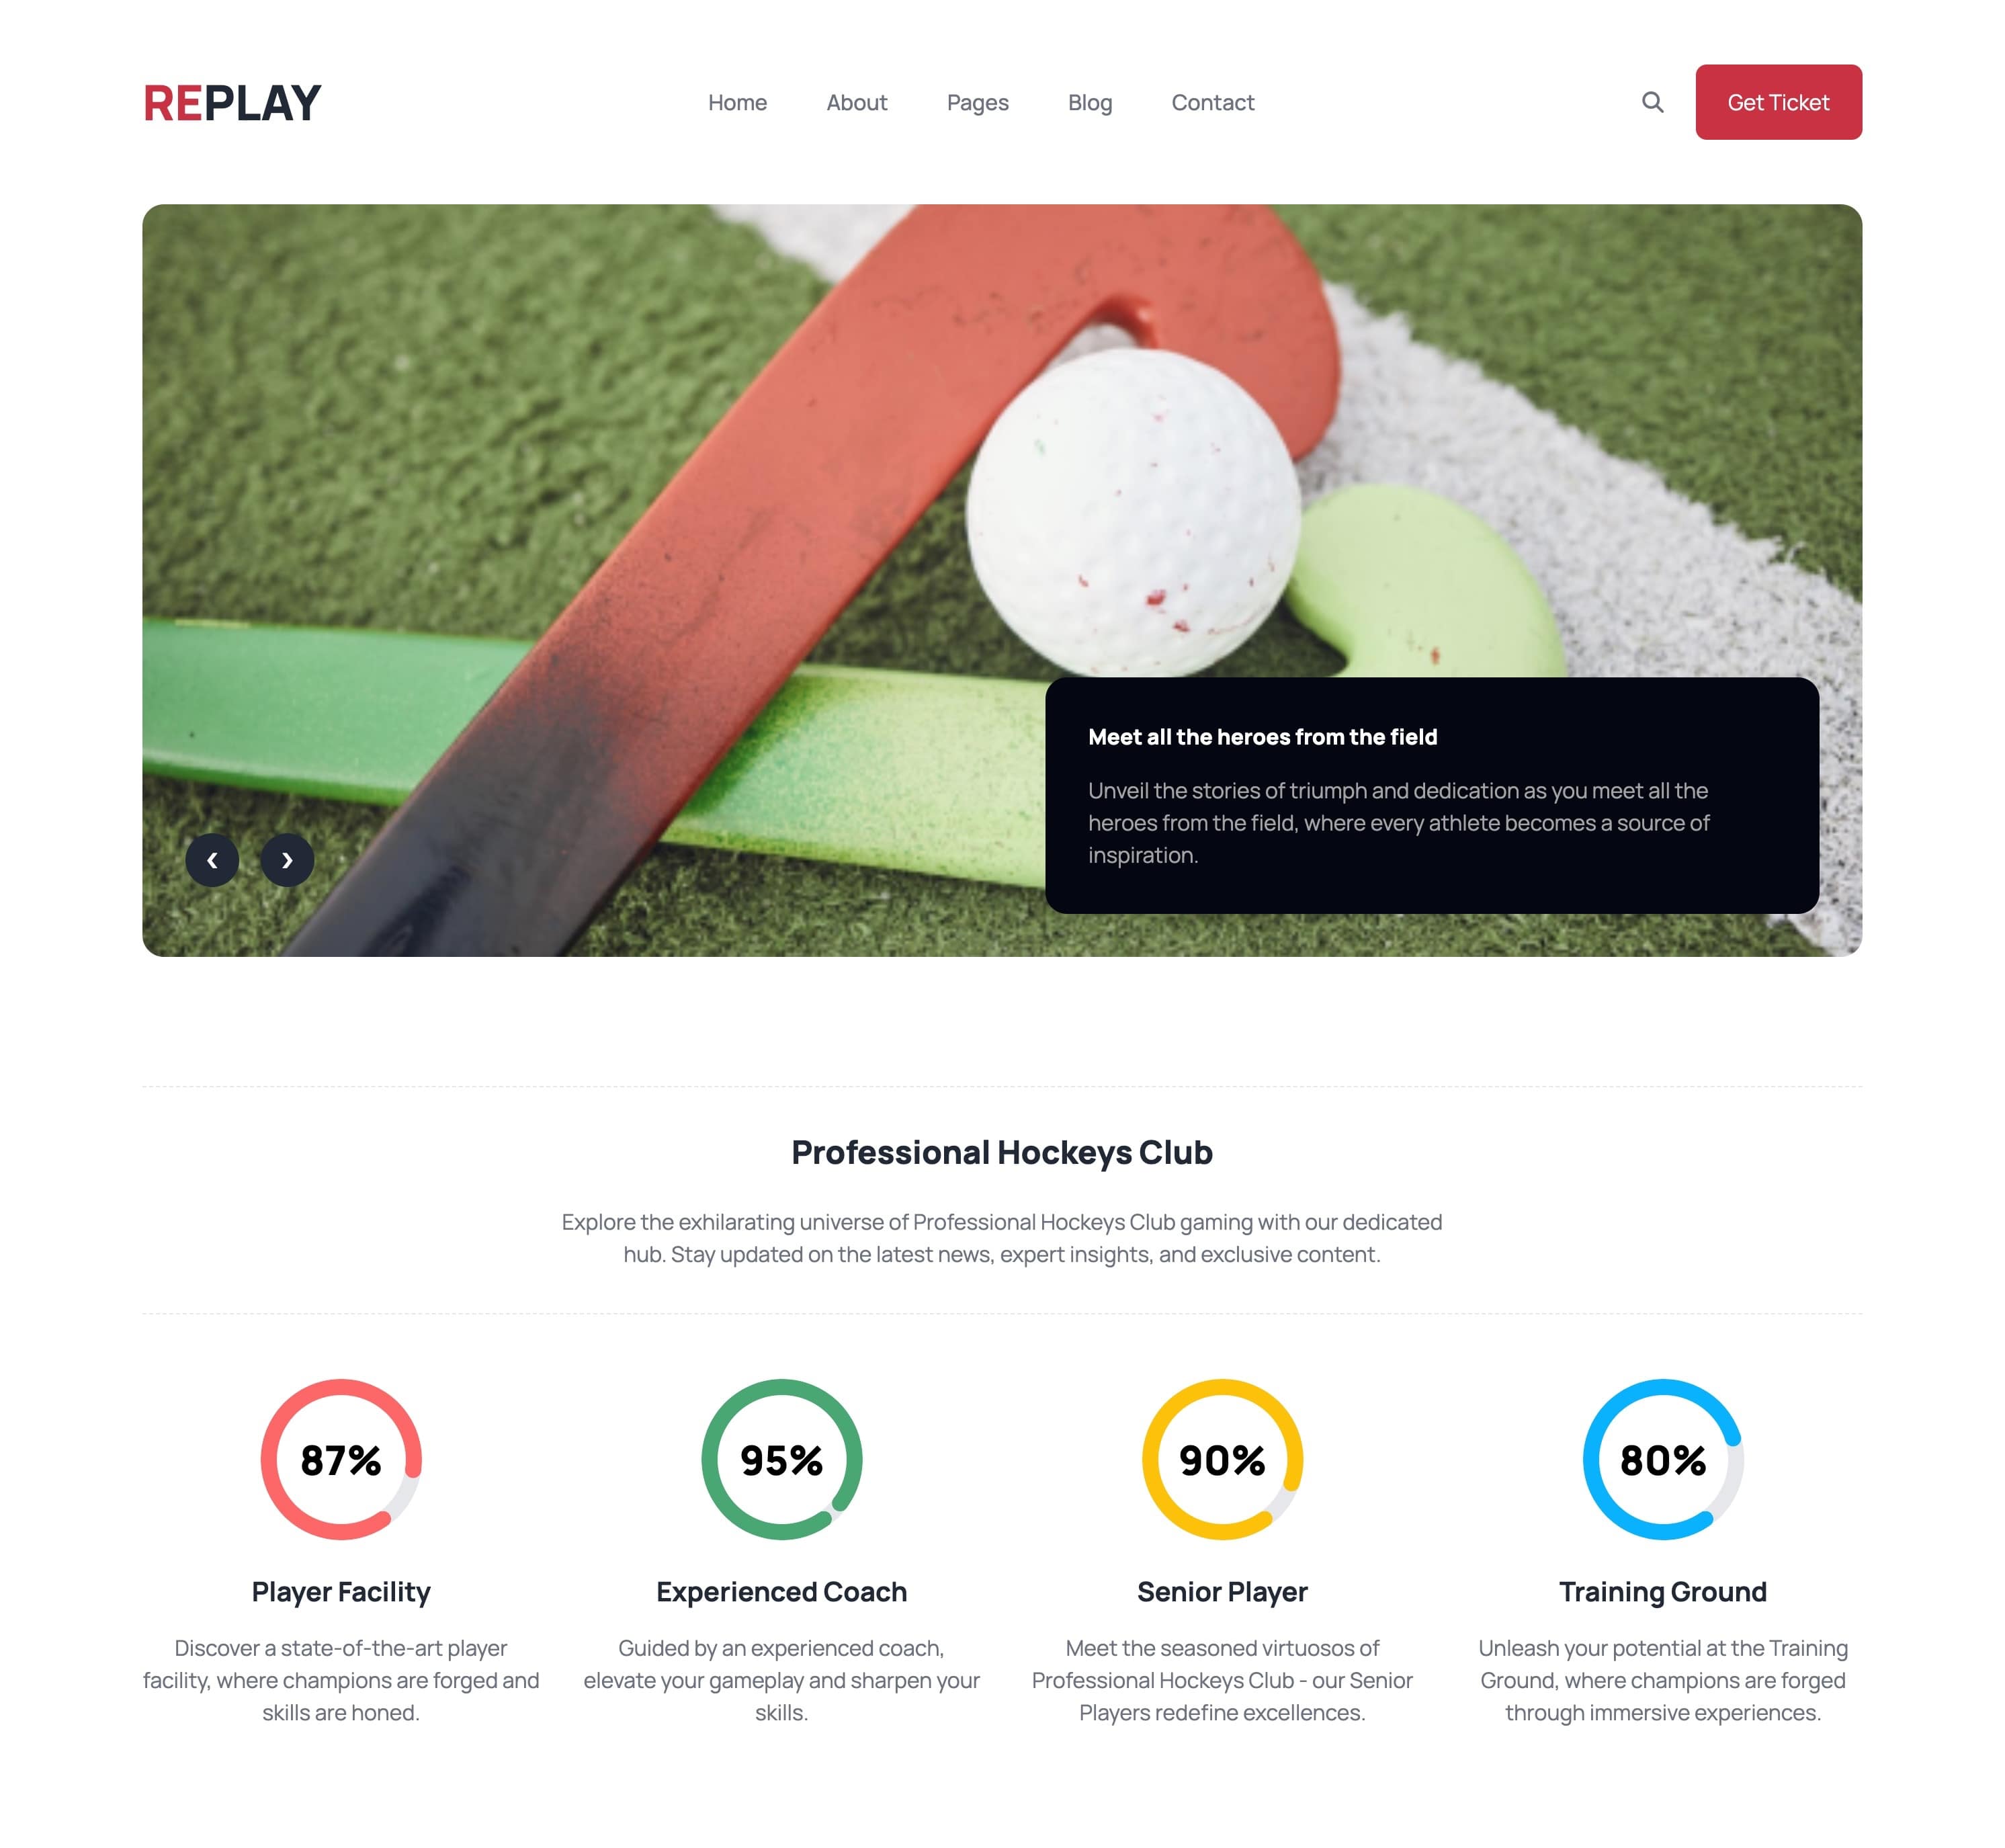 REPLAY
Home About Pages Blog Contact
Get Ticket
Meet all the heroes from the field
Unveil the stories of triumph and dedication as you meet all the
heroes from the field, where every athlete becomes a source of
inspiration.
Professional Hockeys Club
Explore the exhilarating universe of Professional Hockeys Club gaming with our dedicated
hub. Stay updated on the latest news, expert insights, and exclusive content.
87%
Player Facility
Discover a state-of-the-art player
facility, where champions are forged and
skills are honed.
95%
Experienced Coach
Guided by an experienced coach,
elevate your gameplay and sharpen your
skills.
90%
Senior Player
Meet the seasoned virtuosos of
Professional Hockeys Club - our Senior
Players redefine excellences.
80%
Training Ground
Unleash your potential at the Training
Ground, where champions are forged
through immersive experiences.